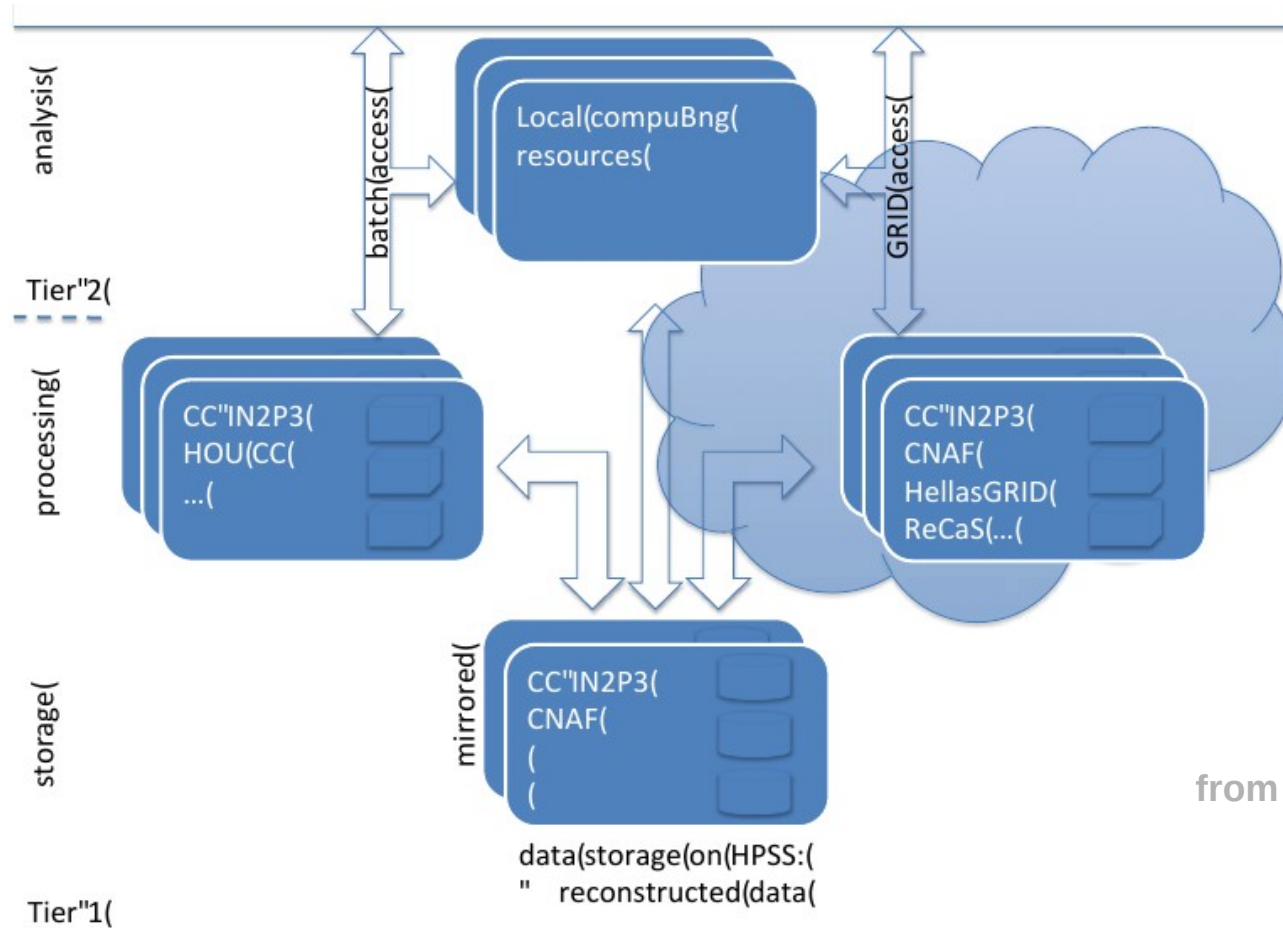 analysis(
batch(access(
Local(compuBng(
resources(
GRID(access(
Tier"2(
processing(
CC"IN2P3(
HOU(CC(
...(
CC"IN2P3(
CNAF(
HellasGRID(
ReCaS(...(
storage(
mirrored(
CC"IN2P3(
CNAF(
(
(
from
data(storage(on(HPSS:(
" reconstructed(data(
Tier"1(